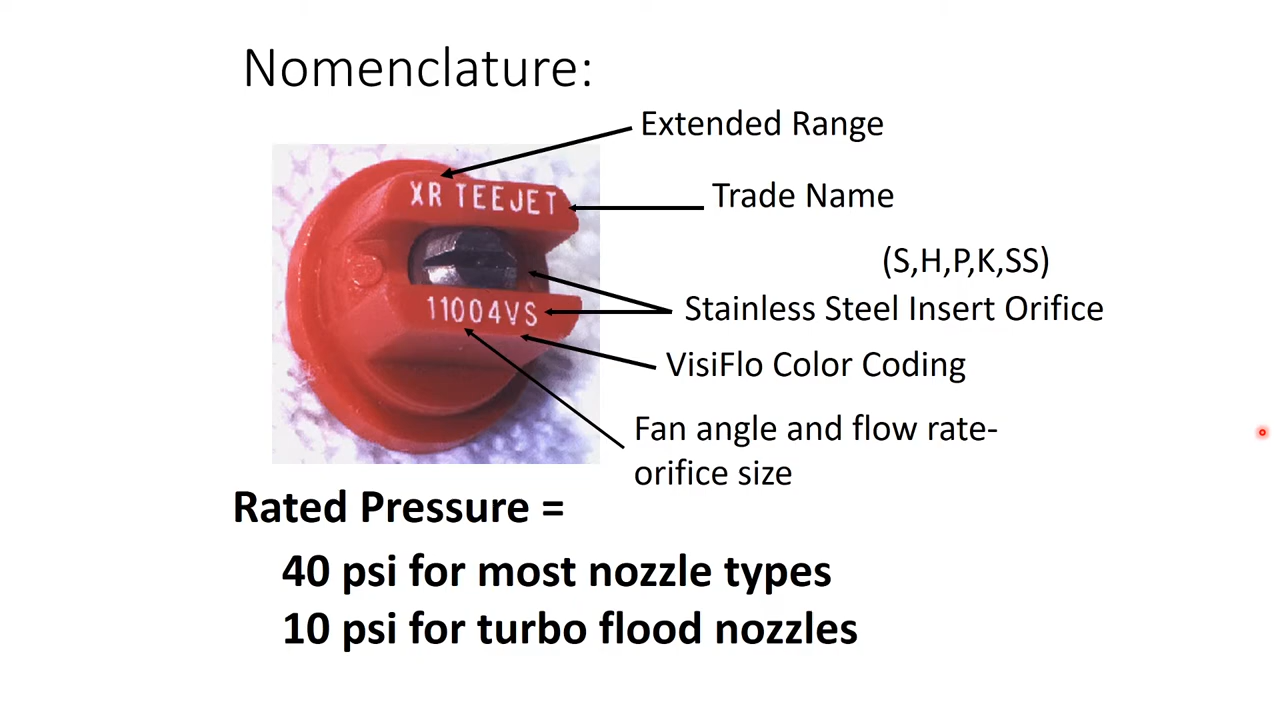 Nomenclature:
Extended Range
XR TEEJET
Trade Name
(S,H,P,K,SS)
Stainless Steel Insert Orifice
11004VS
VisiFlo Color Coding
Fan angle and flow rate-
orifice size
Rated Pressure =
40 psi for most nozzle types
10 psi for turbo flood nozzles